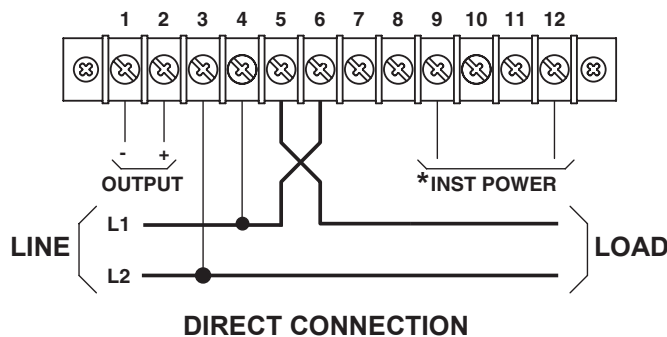 1 2 3 4 5 6 7 8 9 10 11 12
- +
OUTPUT
*INST POWER
L1
LINE
LOAD
L2
DIRECT CONNECTION